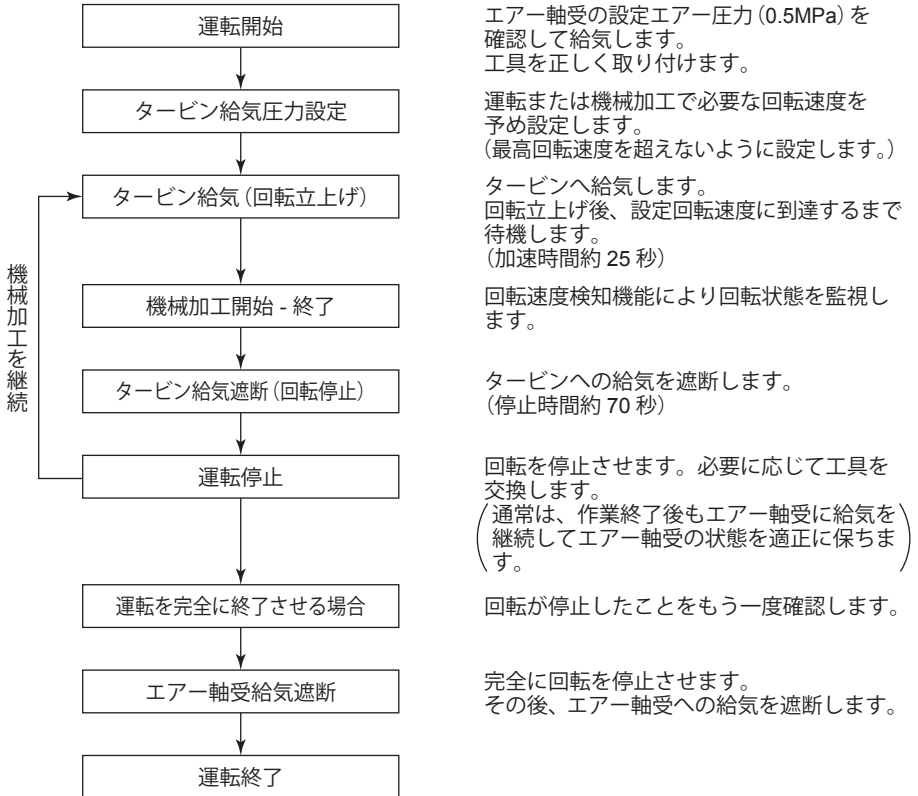 運転開始
エアー軸受の設定エアー圧力(0.5MPa)を
確認して給気します。
工具を正しく取り付けます。
タービン給気圧力設定
運転または機械加工で必要な回転速度を
予め設定します。
(最高回転速度を超えないように設定します。)
タービン給気(回転立上げ)
タービンへ給気します。
回転立上げ後、設定回転速度に到達するまで
待機します。
(加速時間約 25 秒)
機械加工を継続
機械加工開始 - 終了
回転速度検知機能により回転状態を監視し
ます。
タービン給気遮断(回転停止)
タービンへの給気を遮断します。
(停止時間約 70 秒)
運転停止
回転を停止させます。必要に応じて工具を
交換します。
(通常は、作業終了後もエアー軸受に給気を
継続してエアー軸受の状態を適正に保ちま
す。)
運転を完全に終了させる場合
回転が停止したことをもう一度確認します。
エアー軸受給気遮断
完全に回転を停止させます。
その後、エアー軸受への給気を遮断します。
運転終了